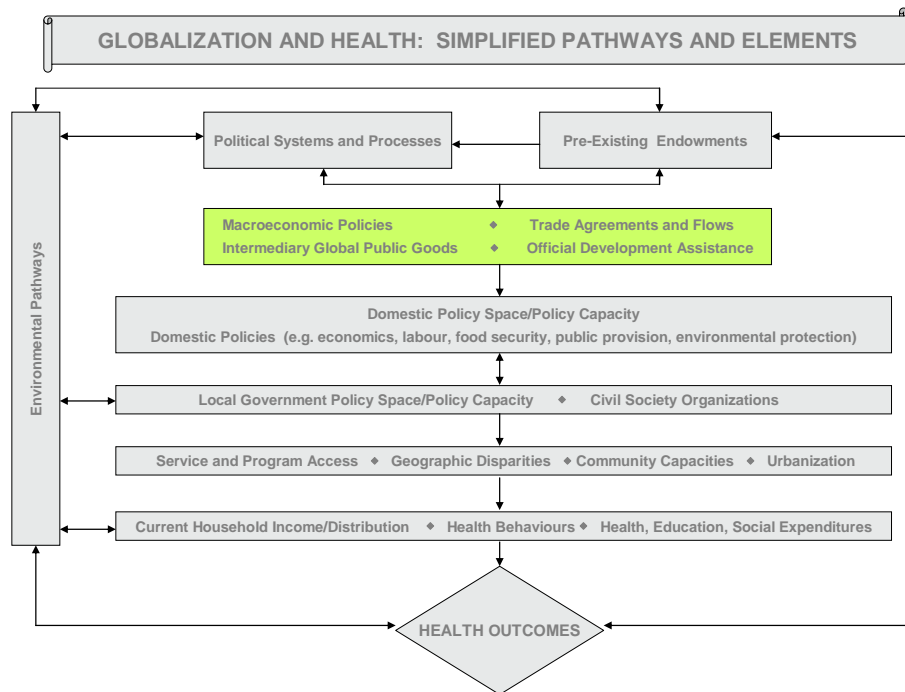 GLOBALIZATION AND HEALTH: SIMPLIFIED PATHWAYS AND ELEMENTS
Environmental Pathways
Political Systems and Processes
Pre-Existing Endowments
Macroeconomic Policies ◆ Trade Agreements and Flows
Intermediary Global Public Goods ◆ Official Development Assistance
Domestic Policy Space/Policy Capacity
Domestic Policies (e.g. economics, labour, food security, public provision, environmental protection)
Local Government Policy Space/Policy Capacity ◆ Civil Society Organizations
Service and Program Access ◆ Geographic Disparities ◆ Community Capacities ◆ Urbanization
Current Household Income/Distribution ◆ Health Behaviours ◆ Health, Education, Social Expenditures
HEALTH OUTCOMES